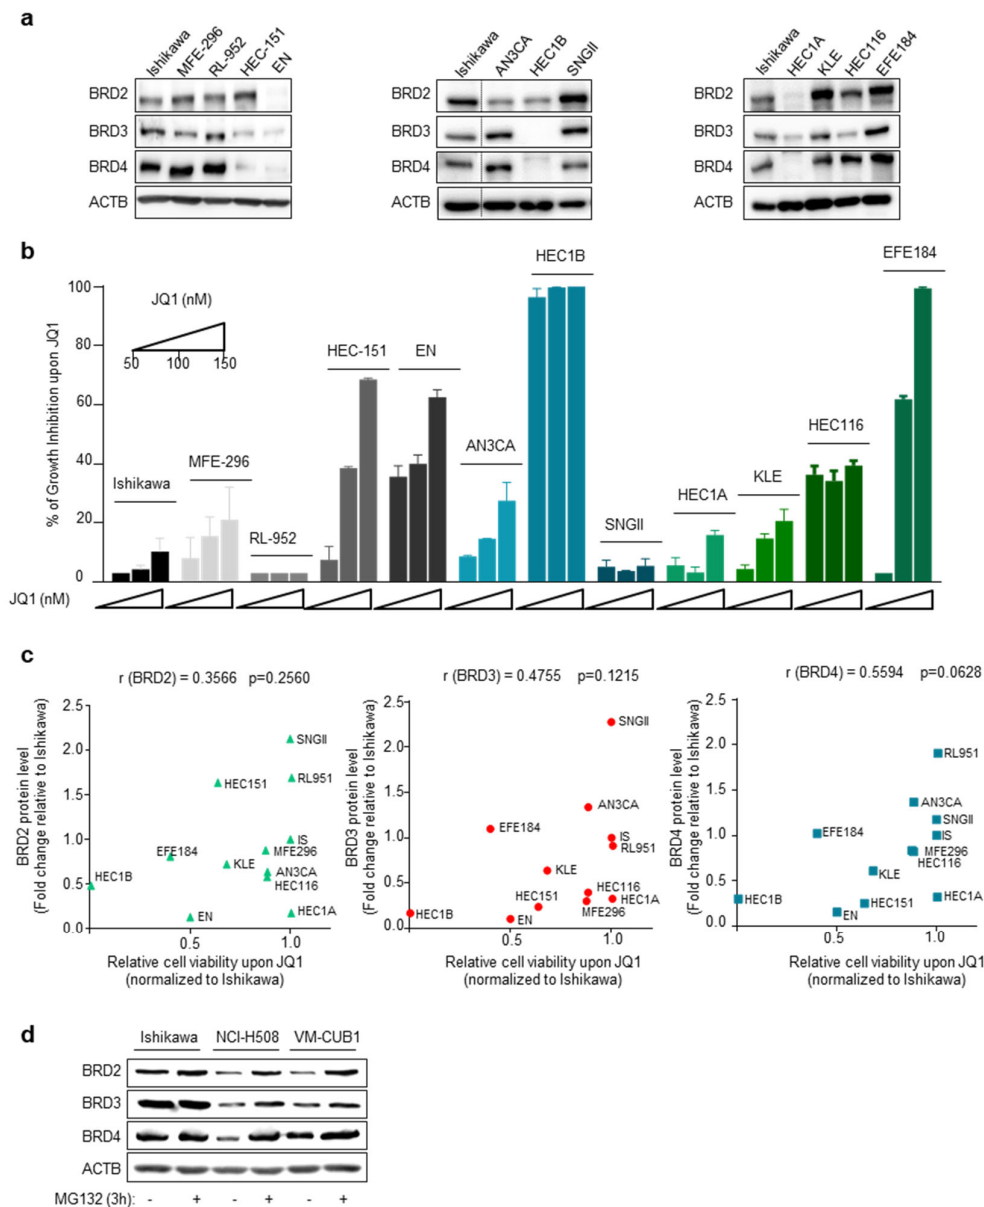 a
Ishikawa MFE-296 RL-952 HEC-151 EN
BRD2
BRD3
BRD4
ACTB
Ishikawa AN3CA HEC1B SNGII
BRD2
BRD3
BRD4
ACTB
Ishikawa HEC1A KLE HEC116 EFE184
BRD2
BRD3
BRD4
ACTB
b
% of Growth Inhibition upon JQ1
100
80
60
40
20
0
JQ1 (nM)
50 100 150
Ishikawa
MFE-296
RL-952
HEC-151
EN
AN3CA
HEC1B
SNGII
HEC1A
KLE
HEC116
EFE184
JQ1 (nM)
c
r (BRD2) = 0.3566 p=0.2560
BRD2 protein level
(Fold change relative to Ishikawa)
2.5
2.0
1.5
1.0
0.5
0.0
SNGII
RL951
HEC151
IS
EFE184
MFE296
KLE
AN3CA
HEC116
HEC1B
EN
HEC1A
0.5 1.0
Relative cell viability upon JQ1
(normalized to Ishikawa)
r (BRD3) = 0.4755 p=0.1215
BRD3 protein level
(Fold change relative to Ishikawa)
2.5
2.0
1.5
1.0
0.5
0.0
SNGII
AN3CA
EFE184
IS
RL951
KLE
HEC116
HEC151
HEC1A
MFE296
HEC1B
EN
0.5 1.0
Relative cell viability upon JQ1
(normalized to Ishikawa)
r (BRD4) = 0.5594 p=0.0628
BRD4 protein level
(Fold change relative to Ishikawa)
2.5
2.0
1.5
1.0
0.5
0.0
RL951
AN3CA
SNGII
EFE184
IS
MFE296
HEC116
KLE
HEC1B
HEC1A
HEC151
EN
0.5 1.0
Relative cell viability upon JQ1
(normalized to Ishikawa)
d
Ishikawa NCI-H508 VM-CUB1
BRD2
BRD3
BRD4
ACTB
MG132 (3h): - + - + - +